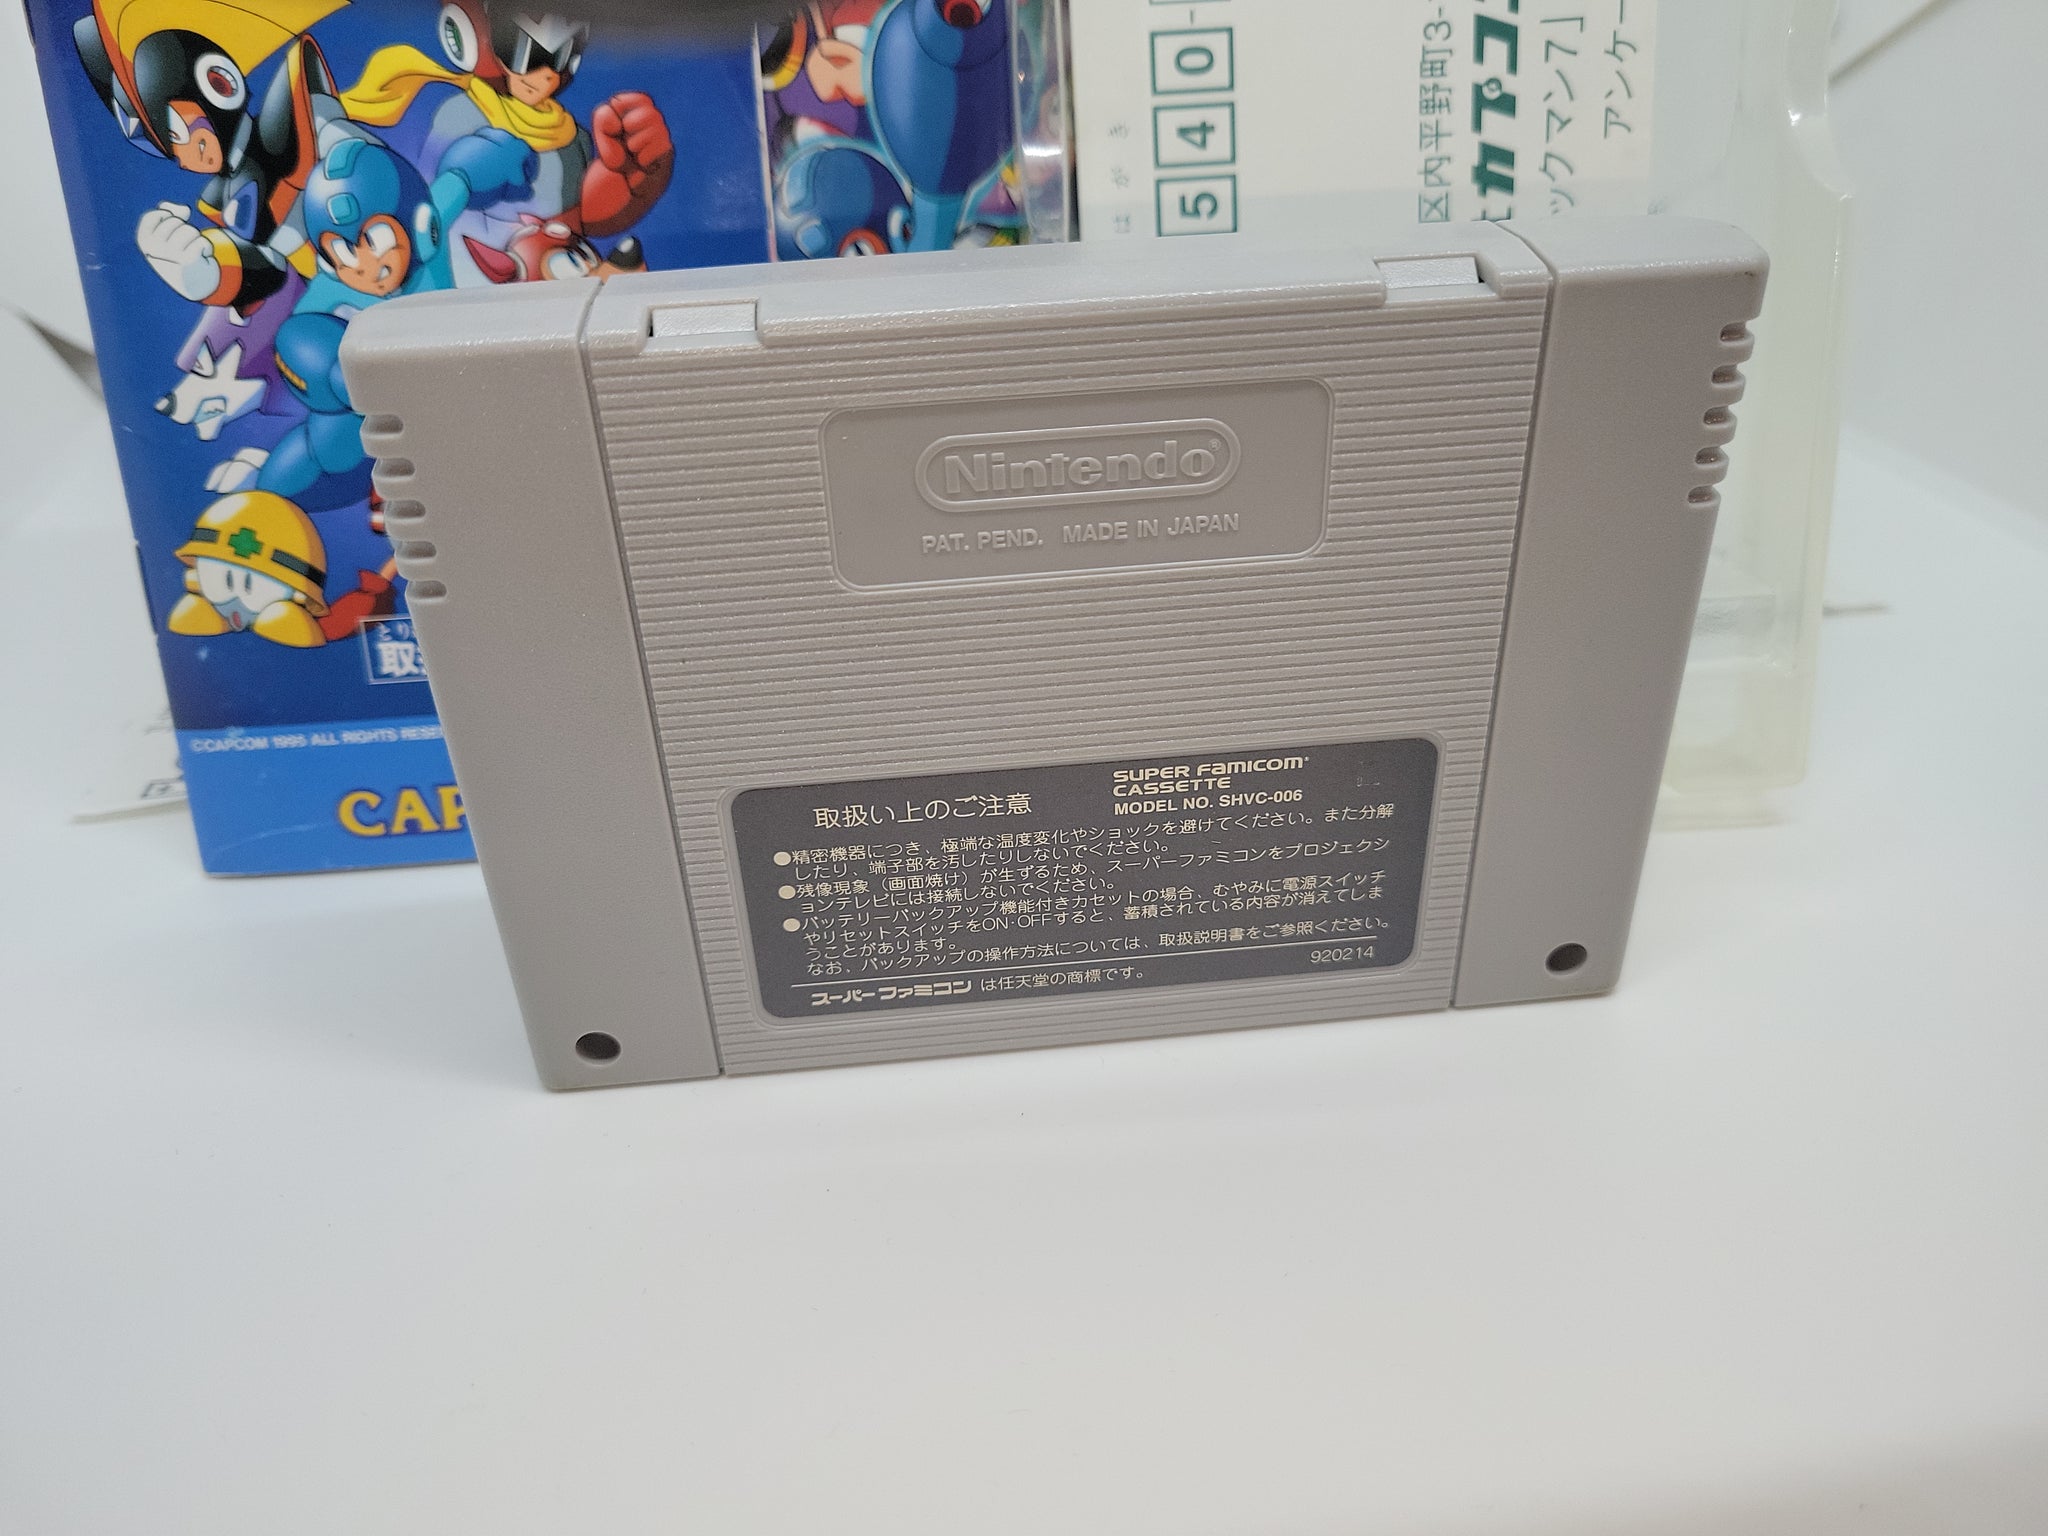 5 4 0
はがき
区内平野町3-
カプコン
ックマン7」
アンケー
取
©CAPCOM 1995 ALL RIGHTS RESE
CAP
Nintendo®
PAT. PEND. MADE IN JAPAN
取扱い上のご注意
SUPER FAMICOM
CASSETTE
MODEL NO. SHVC-006
●精密機器につき、極端な温度変化やショックを避けてください。また分解
したり、端子部を汚したりしないでください。
●残像現象（画面焼け）が生ずるため、スーパーファミコンをプロジェクシ
ョンテレビには接続しないでください。
●バッテリーバックアップ機能付きカセットの場合、むやみに電源スイッチ
やリセットスイッチをON・OFFすると、蓄積されている内容が消えてしま
うことがあります。
なお、バックアップの操作方法については、取扱説明書をご参照ください。
920214
スーパーファミコン は任天堂の商標です。